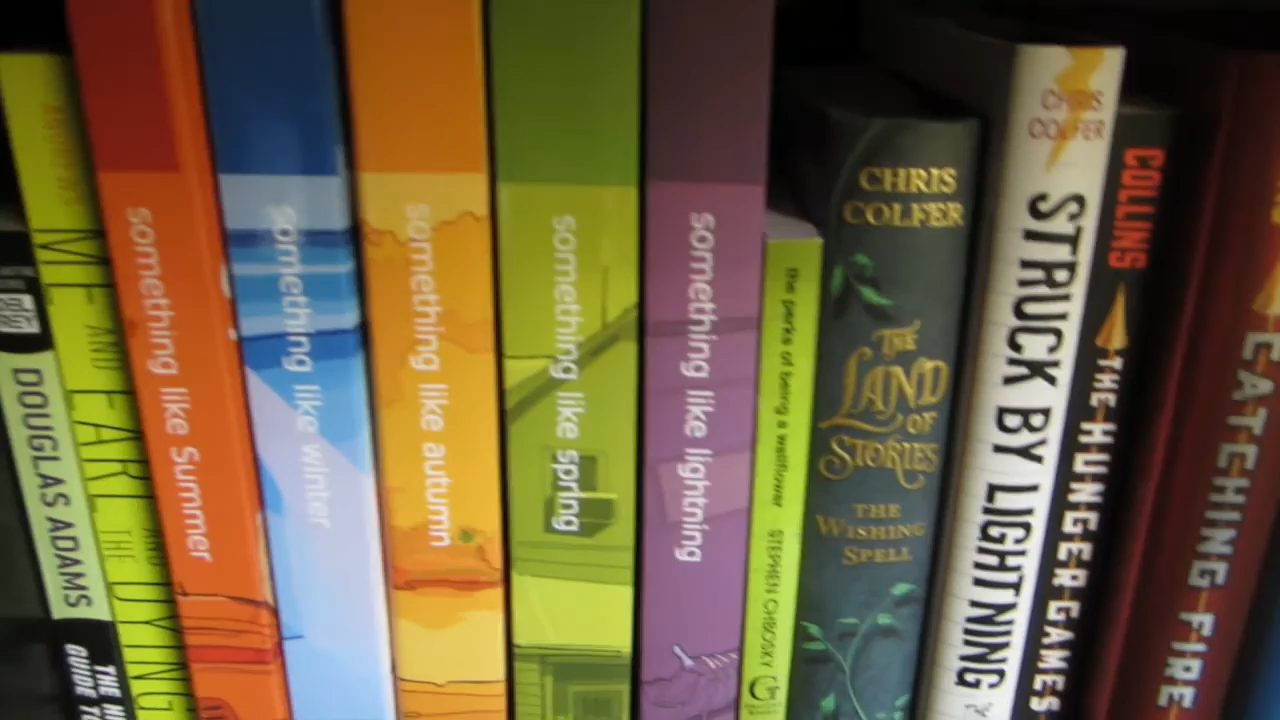 DOUGLAS ADAMS
THE
GUIDE
ME AND EARL AND THE DYING
something like Summer
something like winter
something like autumn
something like spring
something like lightning
the perks of being a wallflower STEPHEN CHBOSKY
CHRIS
COLFER
THE
LAND
OF
STORIES
THE
WISHING
SPELL
CHRIS
COLFER
STRUCK BY LIGHTNING
COLLINS THE HUNGER GAMES
CATCHING FIRE